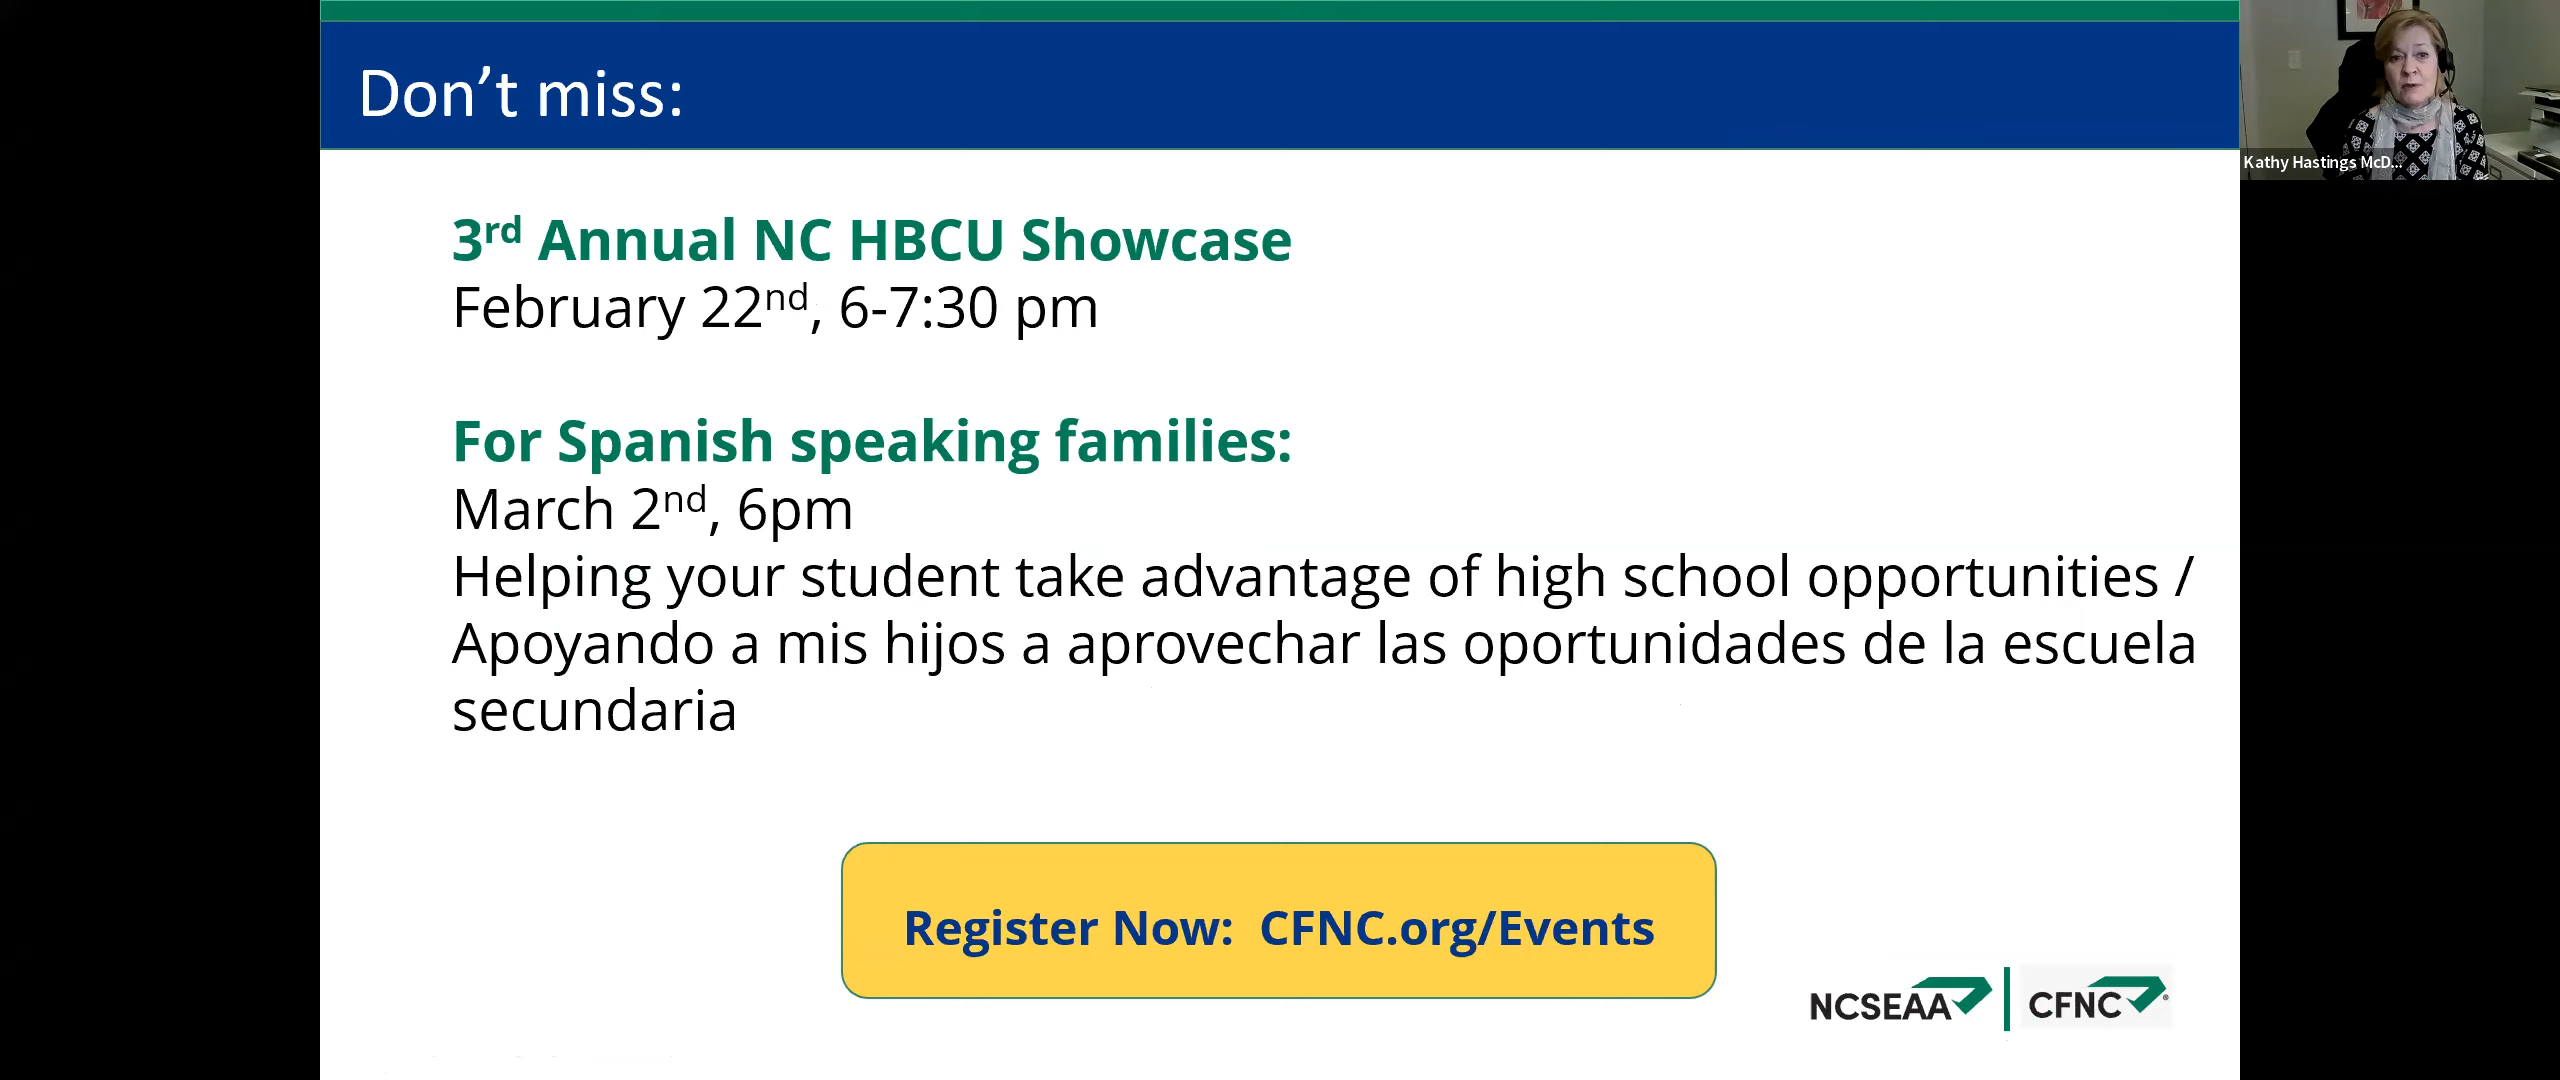 Don't miss:
Kathy Hastings McD...
3rd Annual NC HBCU Showcase
February 22nd, 6-7:30 pm
For Spanish speaking families:
March 2nd, 6pm
Helping your student take advantage of high school opportunities /
Apoyando a mis hijos a aprovechar las oportunidades de la escuela
secundaria
Register Now:  CFNC.org/Events
NCSEAA
CFNC®